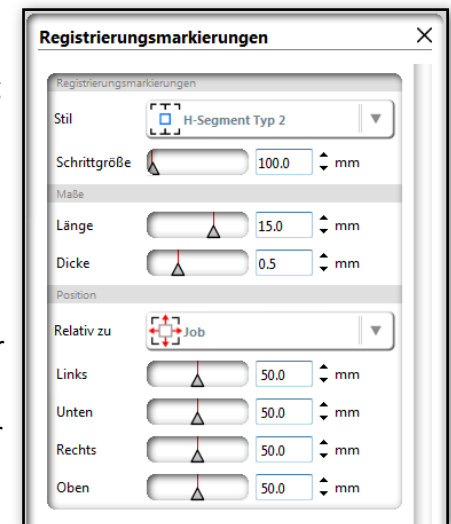 Registrierungsmarkierungen
Registrierungsmarkierungen
Stil H-Segment Typ 2
Schrittgröße 100.0 mm
Maße
Länge 15.0 mm
Dicke 0.5 mm
Position
Relativ zu Job
Links 50.0 mm
Unten 50.0 mm
Rechts 50.0 mm
Oben 50.0 mm